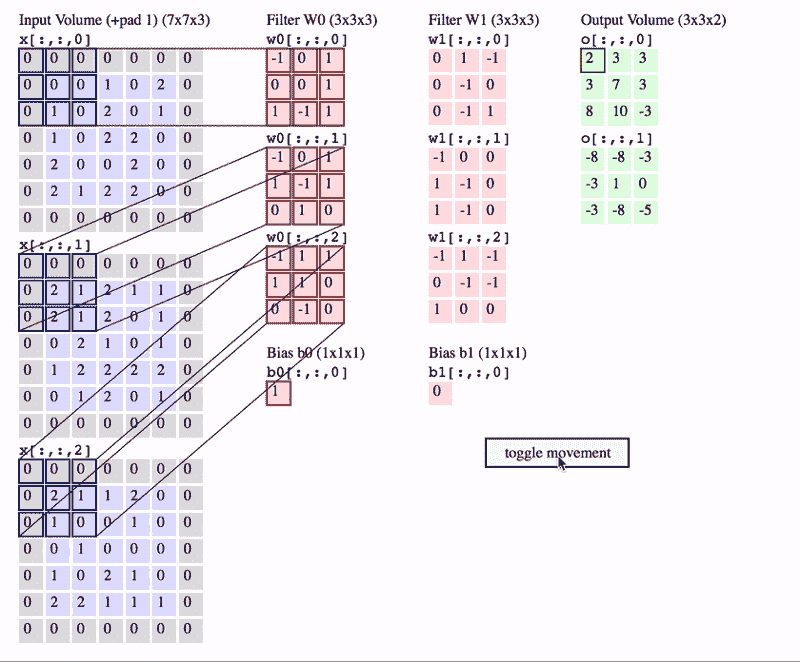 Input Volume (+pad 1) (7x7x3)
x[:,:,0]
0 0 0 0 0 0 0
0 0 0 1 0 2 0
0 1 0 2 0 1 0
0 1 0 2 2 0 0
0 2 0 0 2 0 0
0 2 1 2 2 0 0
0 0 0 0 0 0 0
x[:,:,1]
0 0 0 0 0 0 0
0 2 1 2 1 1 0
0 2 1 2 0 1 0
0 0 2 1 0 1 0
0 1 2 2 2 2 0
0 0 1 2 0 1 0
0 0 0 0 0 0 0
x[:,:,2]
0 0 0 0 0 0 0
0 2 1 1 2 0 0
0 1 0 0 1 0 0
0 0 1 0 0 0 0
0 1 0 2 1 0 0
0 2 2 1 1 1 0
0 0 0 0 0 0 0
Filter W0 (3x3x3)
w0[:,:,0]
-1 0 1
0 0 1
1 -1 1
w0[:,:,1]
-1 0 1
1 -1 1
0 1 0
w0[:,:,2]
-1 1 1
1 1 0
0 -1 0
Bias b0 (1x1x1)
b0[:,:,0]
1
Filter W1 (3x3x3)
w1[:,:,0]
0 1 -1
0 -1 0
0 -1 1
w1[:,:,1]
-1 0 0
1 -1 0
1 -1 0
w1[:,:,2]
-1 1 -1
0 -1 -1
1 0 0
Bias b1 (1x1x1)
b1[:,:,0]
0
Output Volume (3x3x2)
o[:,:,0]
2 3 3
3 7 3
8 10 -3
o[:,:,1]
-8 -8 -3
-3 1 0
-3 -8 -5
toggle movement